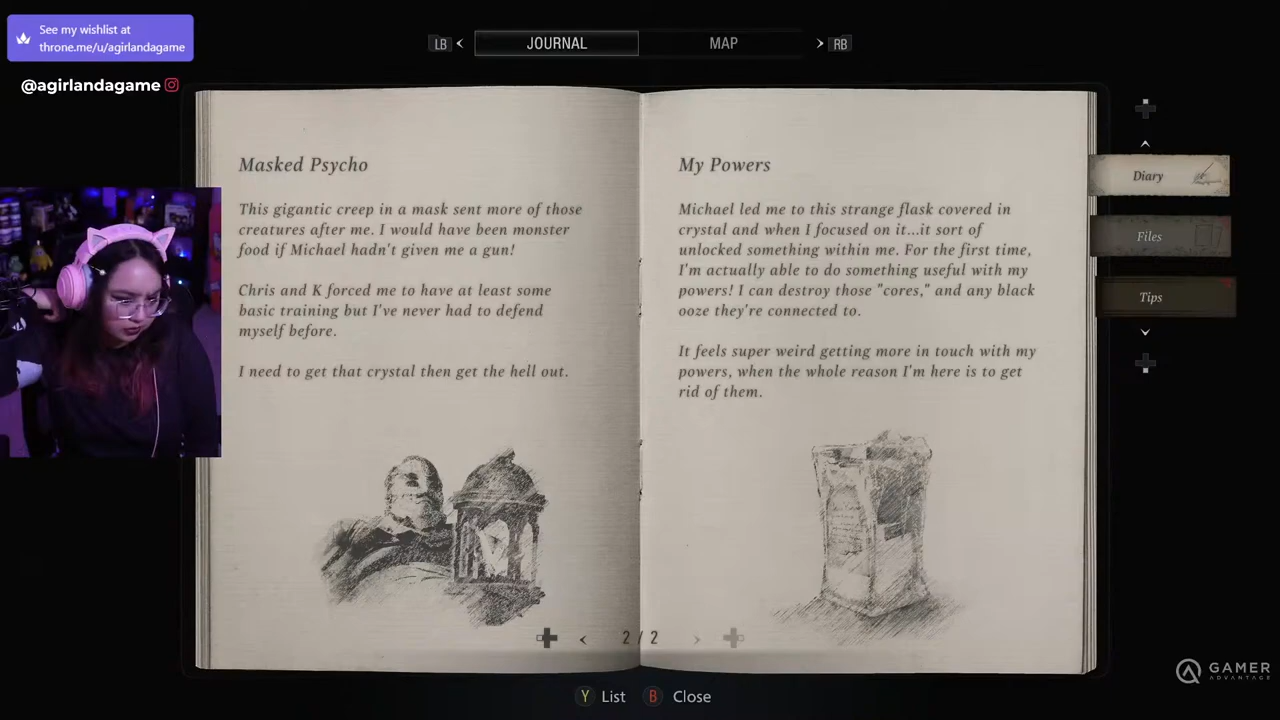 See my wishlist at
throne.me/u/agirlandagame
@agirlandagame
LB
JOURNAL
MAP
RB
Masked Psycho
This gigantic creep in a mask sent more of those
creatures after me. I would have been monster
food if Michael hadn't given me a gun!
Chris and K forced me to have at least some
basic training but I've never had to defend
myself before.
I need to get that crystal then get the hell out.
My Powers
Michael led me to this strange flask covered in
crystal and when I focused on it...it sort of
unlocked something within me. For the first time,
I'm actually able to do something useful with my
powers! I can destroy those "cores," and any black
ooze they're connected to.
It feels super weird getting more in touch with my
powers, when the whole reason I'm here is to get
rid of them.
Diary
Files
Tips
2 / 2
Y List B Close
GAMER
ADVANTAGE